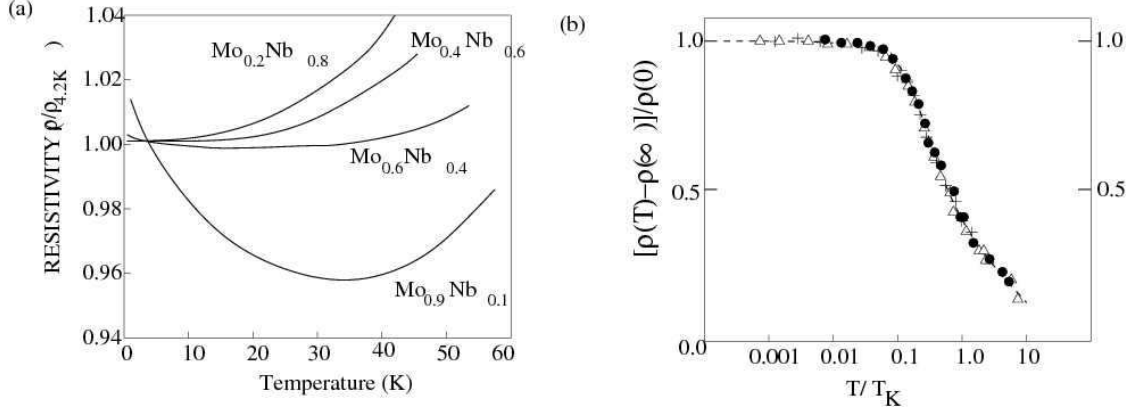 (a)
RESISTIVITY (ρ/ρ4.2K )
1.04
1.02
1.00
0.98
0.96
0.94
Mo0.2Nb 0.8
Mo0.4Nb 0.6
Mo0.6Nb 0.4
Mo0.9Nb 0.1
0 10 20 30 40 50 60
Temperature (K)
(b)
[ρ(T)−ρ(∞ )]/ρ(0)
1.0 1.0
0.5 0.5
0.0 0.0
0.001 0.01 0.1 1.0 10
T/ TK